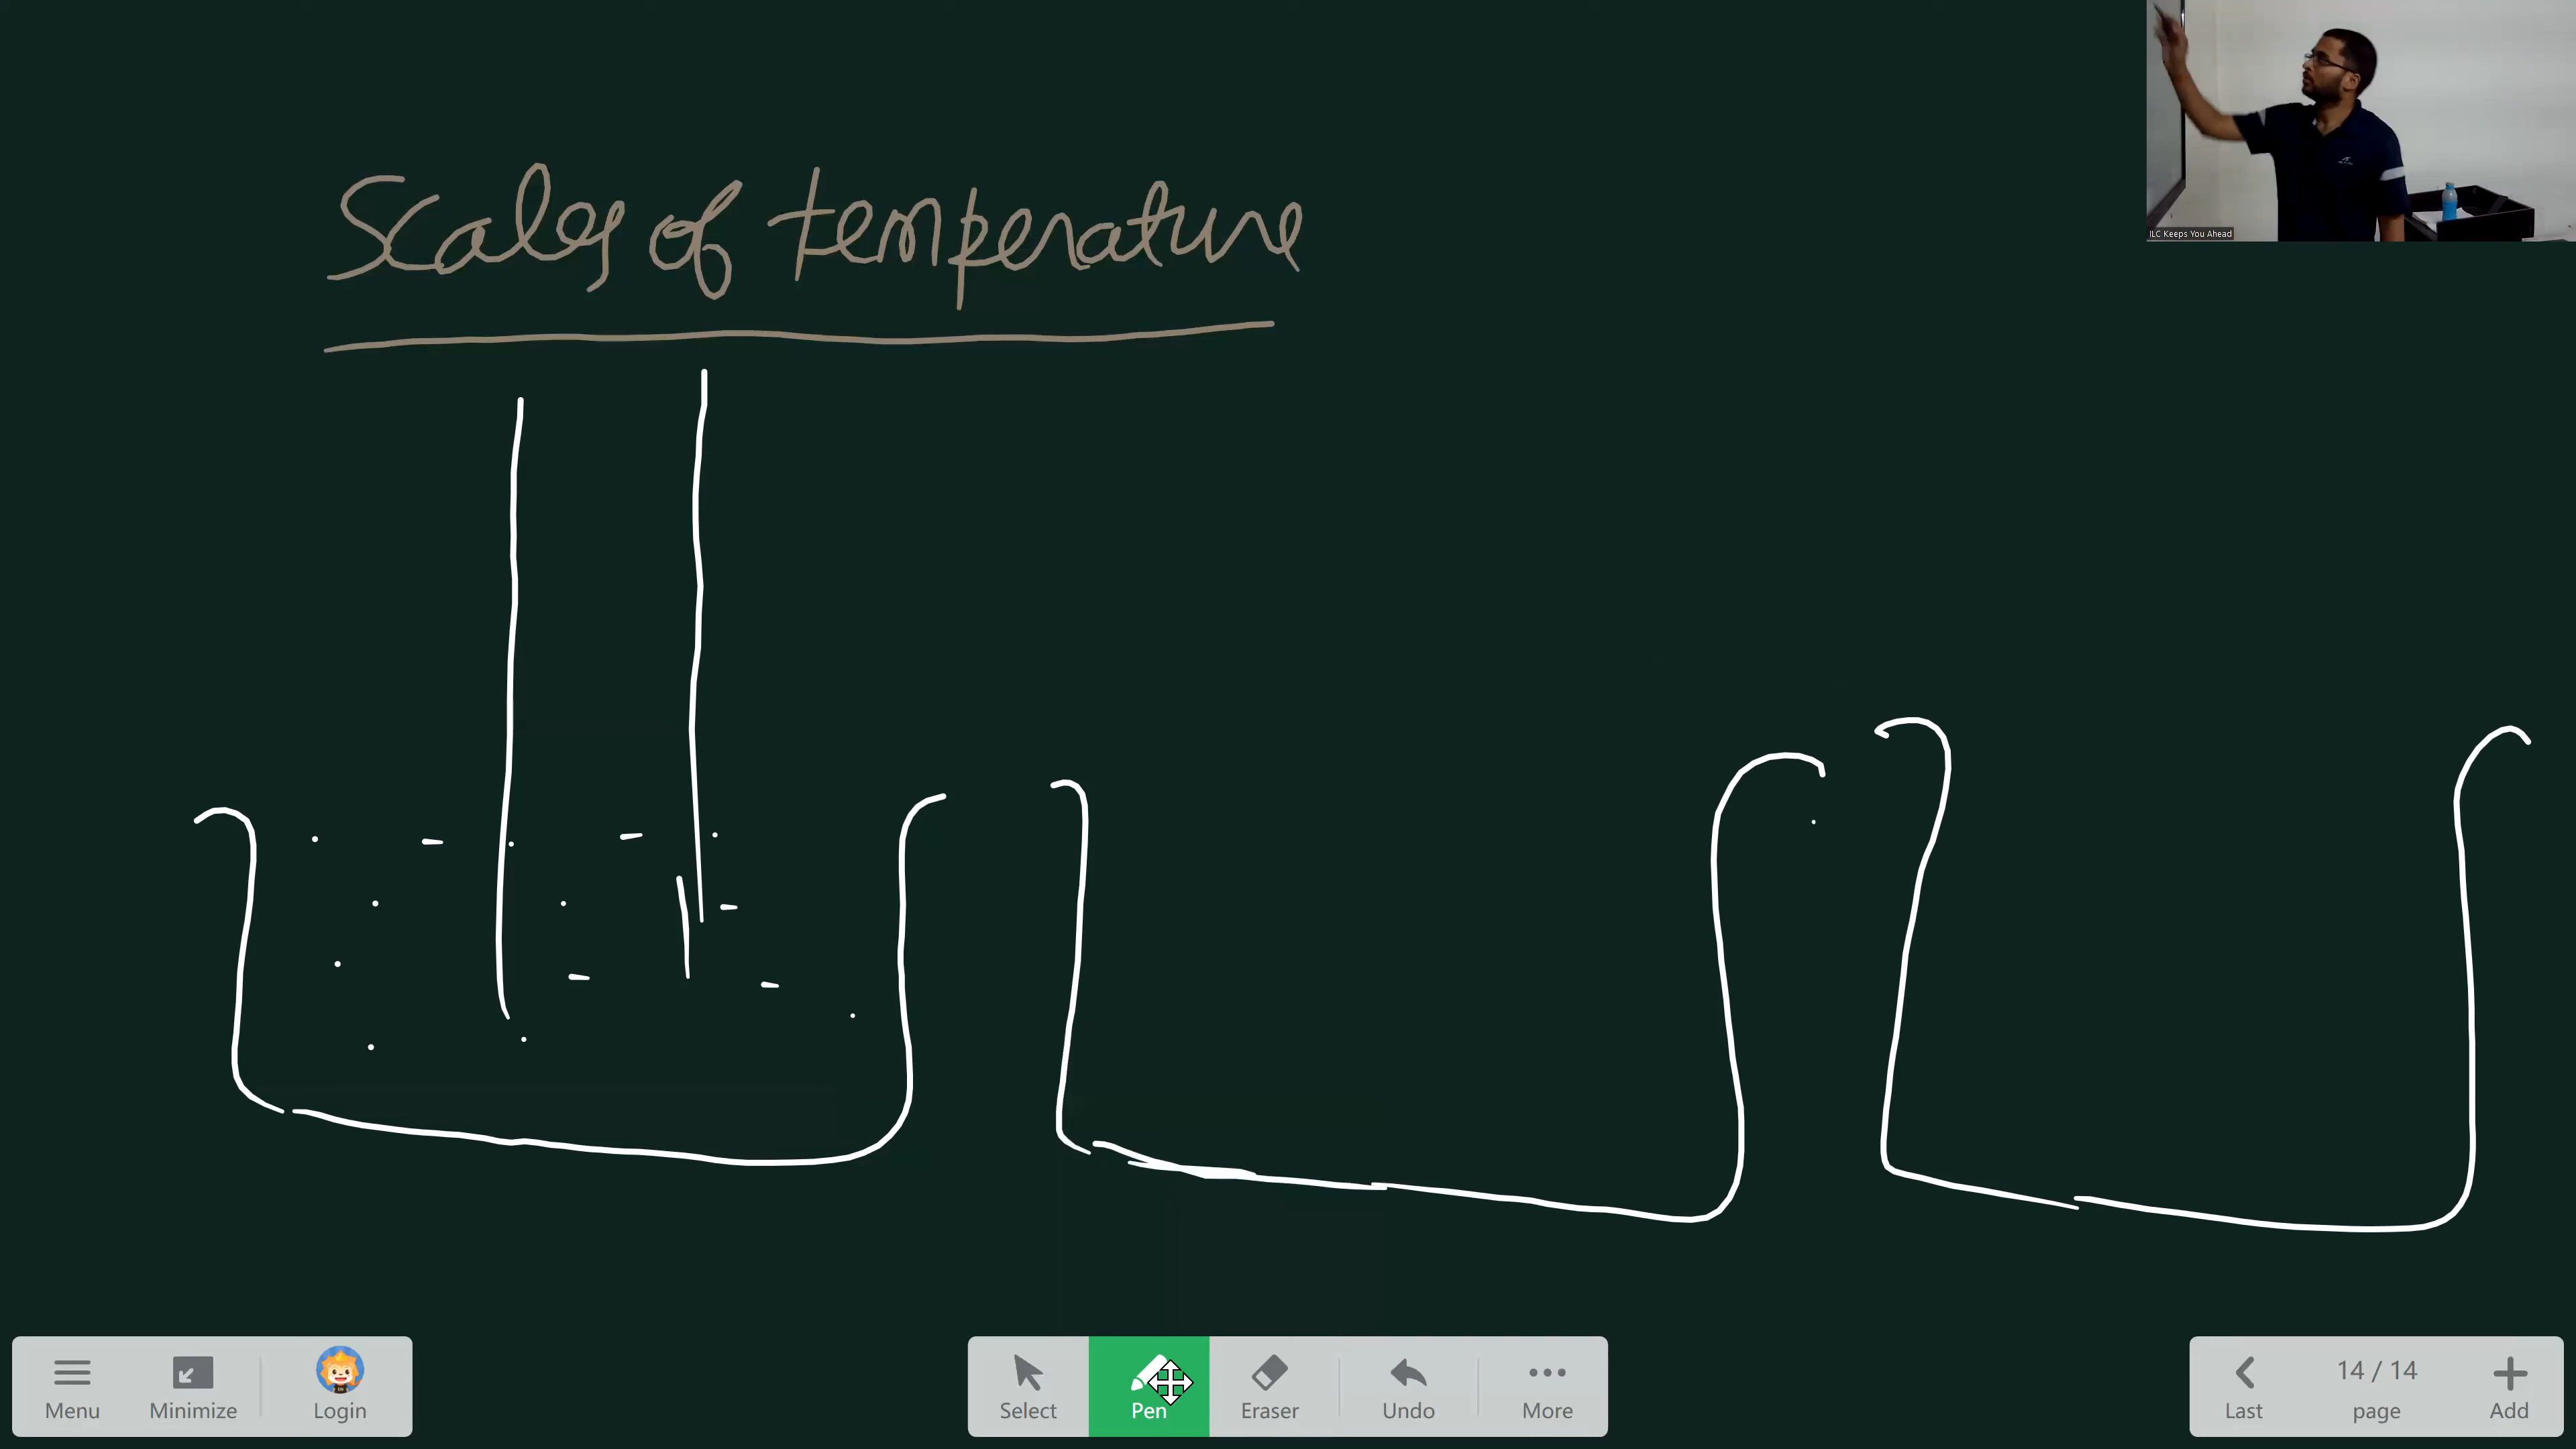 ILC Keeps You Ahead
Scales of temperature
Menu
Minimize
Login
Select
Pen
Eraser
Undo
More
Last
14 / 14
page
Add